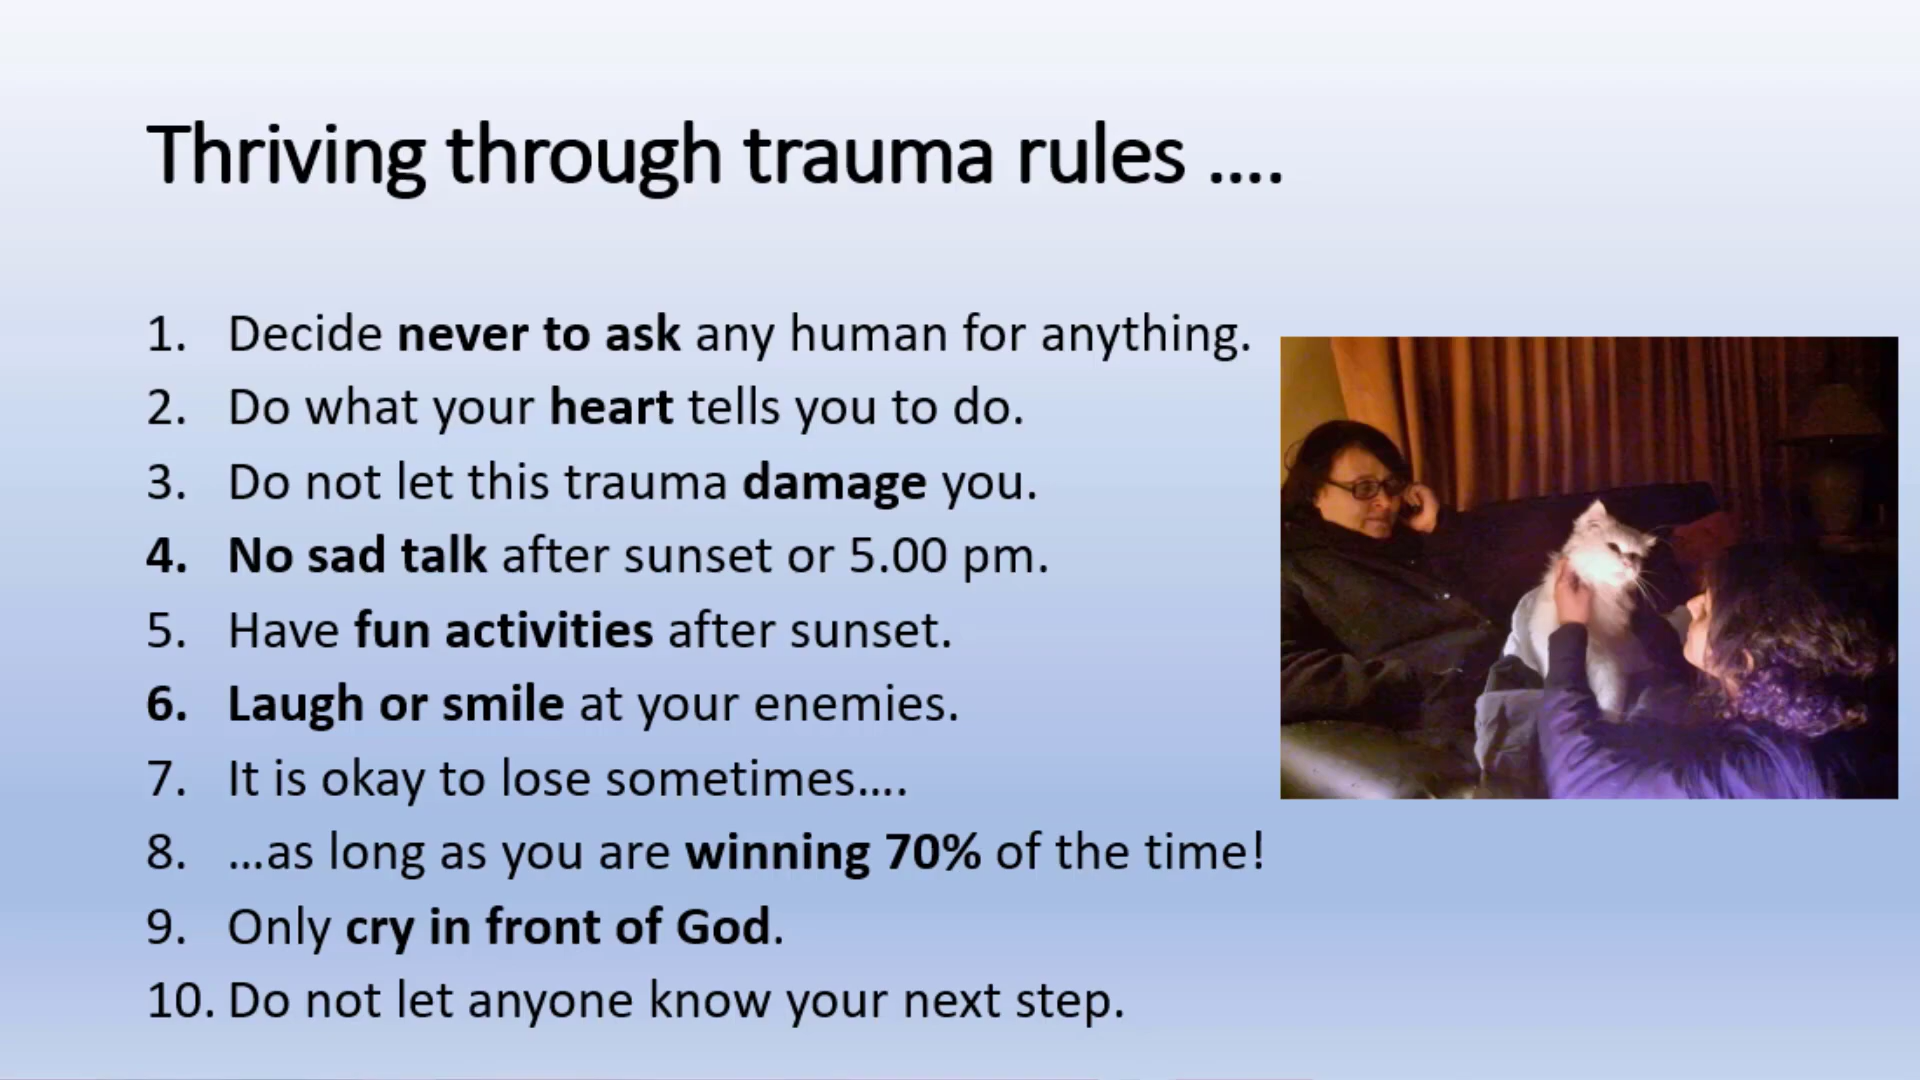 Thriving through trauma rules ....
1. Decide never to ask any human for anything.
2. Do what your heart tells you to do.
3. Do not let this trauma damage you.
4. No sad talk after sunset or 5.00 pm.
5. Have fun activities after sunset.
6. Laugh or smile at your enemies.
7. It is okay to lose sometimes....
8. ...as long as you are winning 70% of the time!
9. Only cry in front of God.
10. Do not let anyone know your next step.